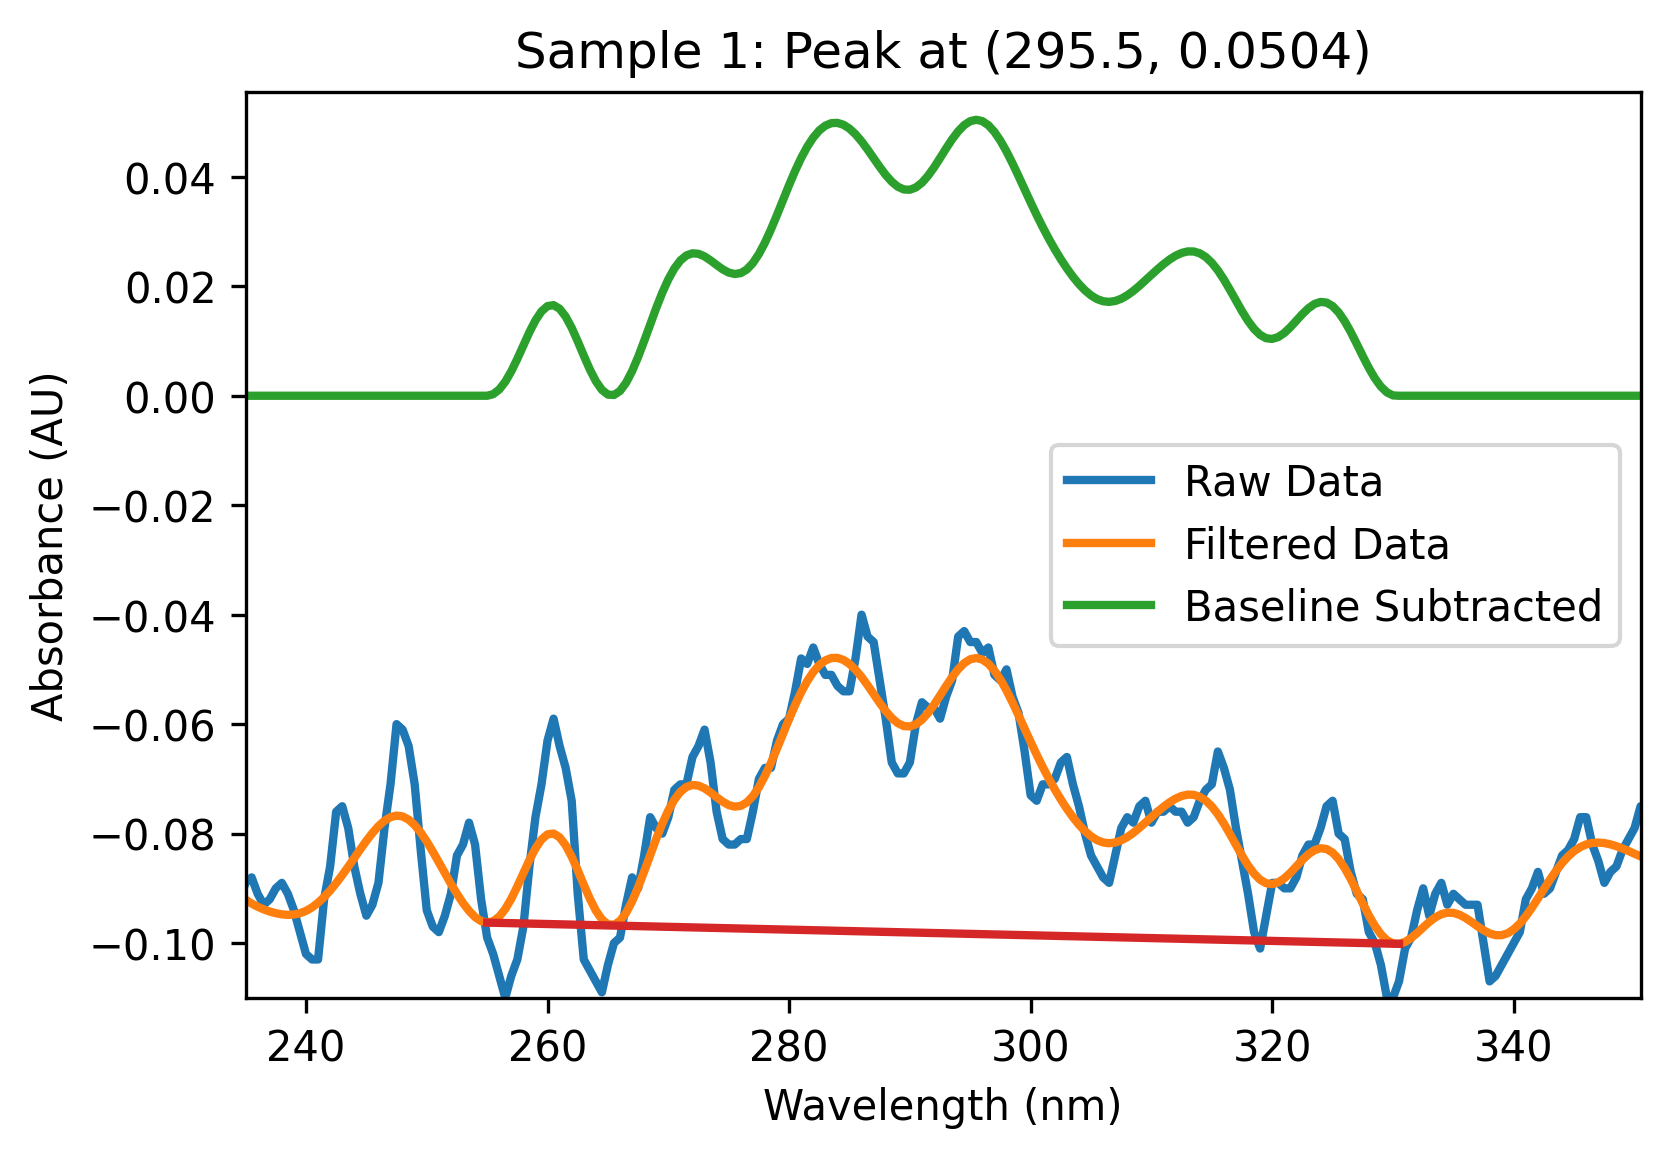 Sample 1: Peak at (295.5, 0.0504)
0.04
0.02
0.00
−0.02
−0.04
−0.06
−0.08
−0.10
Absorbance (AU)
Raw Data
Filtered Data
Baseline Subtracted
240 260 280 300 320 340
Wavelength (nm)